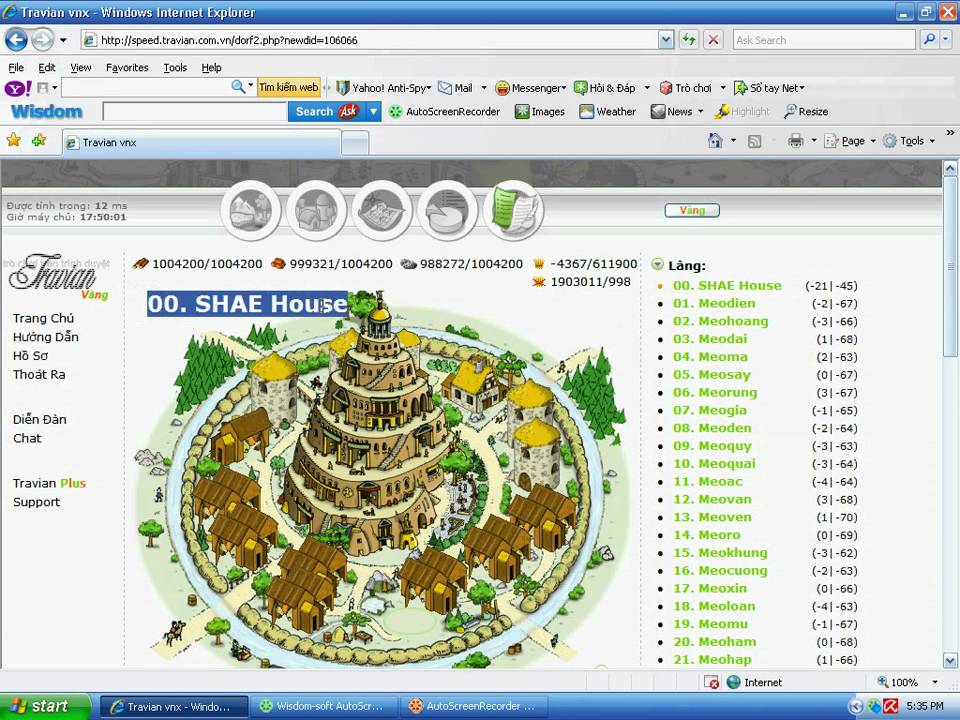 Travian vnx - Windows Internet Explorer
http://speed.travian.com.vn/dorf2.php?newdid=106066
Ask Search
File Edit View Favorites Tools Help
Tìm kiếm web Yahoo! Anti-Spy Mail Messenger Hỏi & Đáp Trò chơi Sổ tay Net
Wisdom Search Ask AutoScreenRecorder Images Weather News Highlight Resize
Travian vnx Page Tools
Được tính trong: 12 ms
Giờ máy chủ: 17:50:01
Vàng
trò chơi trên trình duyệt
Travian
Vàng
1004200/1004200 999321/1004200 988272/1004200 -4367/611900
1903011/998
00. SHAE House
Trang Chủ
Hướng Dẫn
Hồ Sơ
Thoát Ra
Diễn Đàn
Chat
Travian Plus
Support
Làng:
00. SHAE House (-21|-45)
01. Meodien (-2|-67)
02. Meohoang (-3|-66)
03. Meodai (1|-68)
04. Meoma (2|-63)
05. Meosay (0|-67)
06. Meorung (3|-67)
07. Meogia (-1|-65)
08. Meoden (-2|-64)
09. Meoquy (-3|-63)
10. Meoquai (-3|-64)
11. Meoac (-4|-64)
12. Meovan (3|-68)
13. Meoven (1|-70)
14. Meoro (0|-69)
15. Meokhung (-3|-62)
16. Meocuong (-2|-63)
17. Meoxin (0|-66)
18. Meoloan (-4|-63)
19. Meomu (-1|-67)
20. Meoham (0|-68)
21. Meohap (1|-66)
Internet 100%
start Travian vnx - Windo... Wisdom-soft AutoScr... AutoScreenRecorder ... 5:35 PM